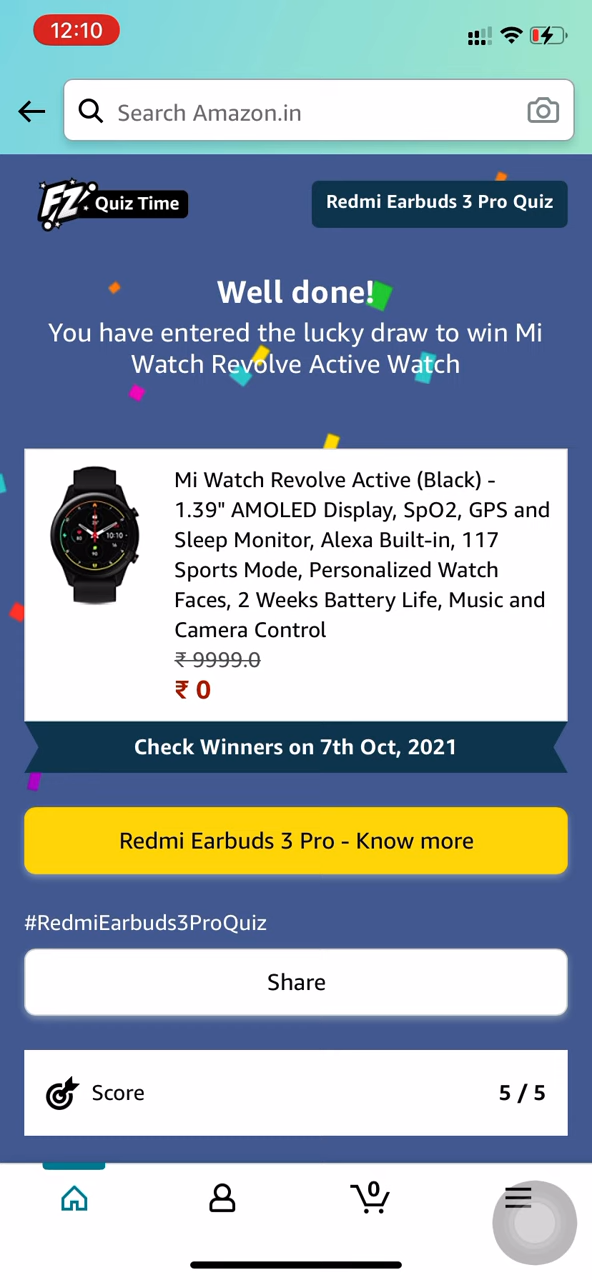 12:10
Search Amazon.in
FZ Quiz Time
Redmi Earbuds 3 Pro Quiz
Well done!
You have entered the lucky draw to win Mi
Watch Revolve Active Watch
Mi Watch Revolve Active (Black) -
1.39" AMOLED Display, SpO2, GPS and
Sleep Monitor, Alexa Built-in, 117
Sports Mode, Personalized Watch
Faces, 2 Weeks Battery Life, Music and
Camera Control
₹ 9999.0
₹ 0
10:10
Check Winners on 7th Oct, 2021
Redmi Earbuds 3 Pro - Know more
#RedmiEarbuds3ProQuiz
Share
Score
5 / 5
0